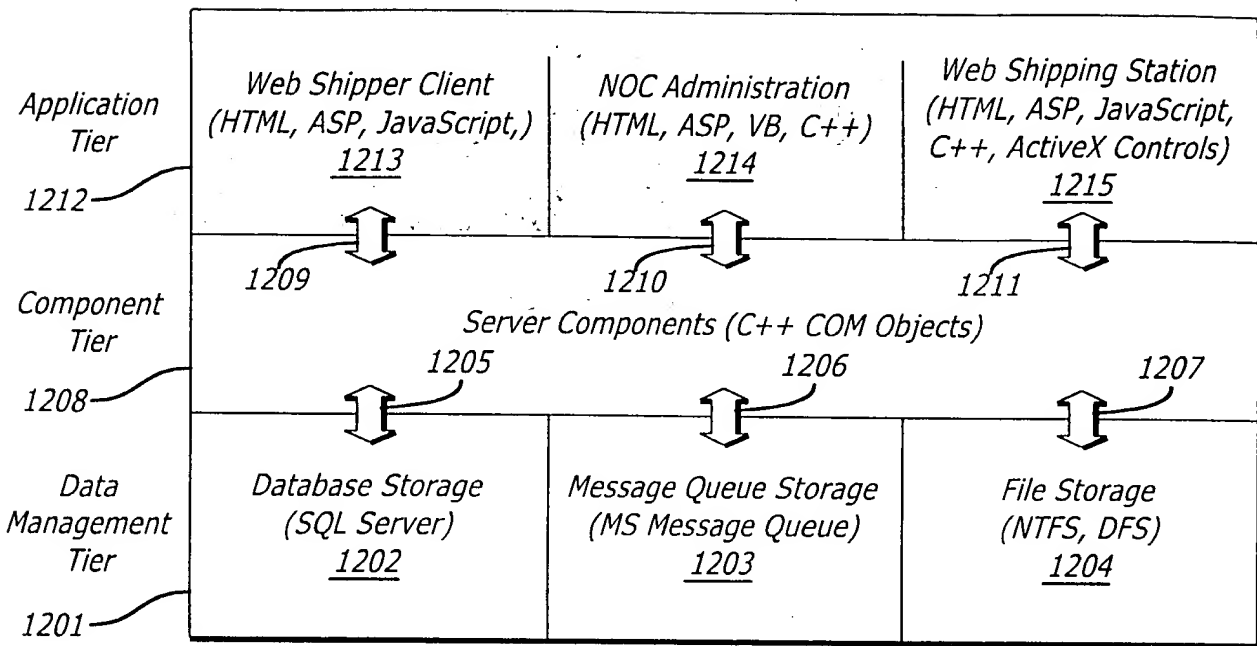 Application
Tier
1212
Web Shipper Client
(HTML, ASP, JavaScript,)
1213
NOC Administration
(HTML, ASP, VB, C++)
1214
Web Shipping Station
(HTML, ASP, JavaScript,
C++, ActiveX Controls)
1215
1209
1210
1211
Component
Tier
1208
Server Components (C++ COM Objects)
1205
1206
1207
Data
Management
Tier
1201
Database Storage
(SQL Server)
1202
Message Queue Storage
(MS Message Queue)
1203
File Storage
(NTFS, DFS)
1204